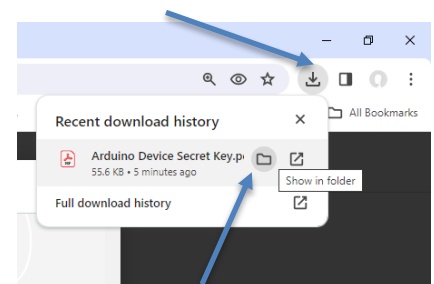 All Bookmarks
Recent download history
Arduino Device Secret Key.p
55.6 KB • 5 minutes ago
Show in folder
Full download history